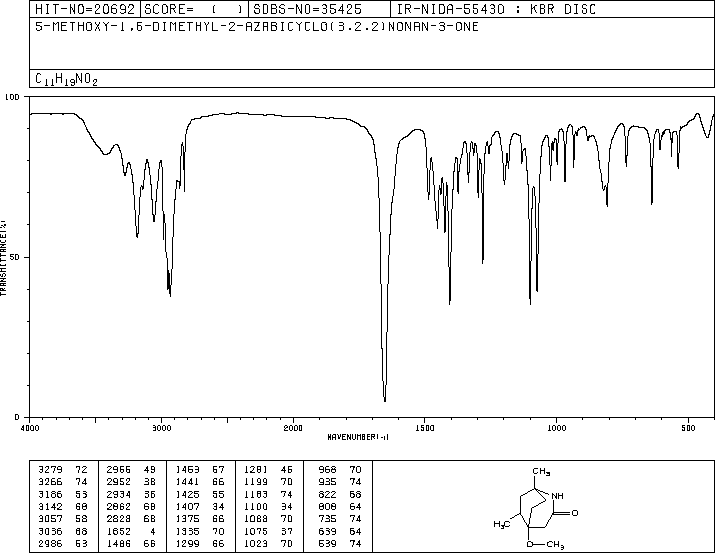 HIT-NO=20692 SCORE= ( ) SDBS-NO=35425 IR-NIDA-55430 : KBR DISC
5-METHOXY-1,6-DIMETHYL-2-AZABICYCLO(3.2.2)NONAN-3-ONE
C11H19NO2
100
50
0
TRANSMITTANCE(%)
4000 3000 2000 1500 1000 500
WAVENUMBER(-1)
3279 72 2966 49 1463 67 1281 46 968 70
3266 74 2952 38 1441 66 1199 70 935 74
3186 53 2934 36 1425 55 1183 74 822 68
3142 68 2862 68 1407 34 1100 34 808 64
3057 58 2828 68 1375 66 1088 70 735 74
3036 68 1652 4 1335 70 1075 37 639 64
2986 53 1486 66 1299 66 1023 70 539 74
CH3
NH
O
H3C
O—CH3